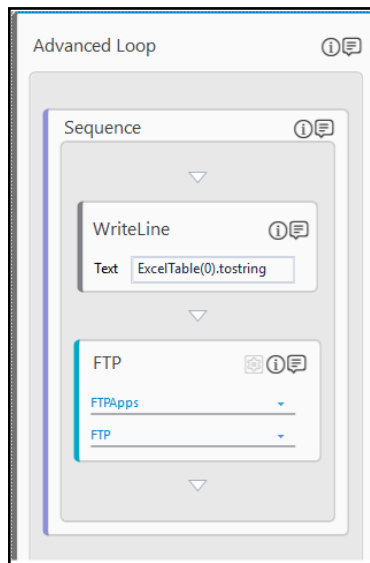 Advanced Loop
Sequence
WriteLine
Text ExcelTable(0).tostring
FTP
FTPApps
FTP